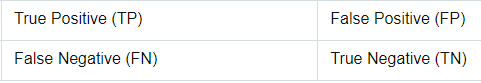 True Positive (TP) False Positive (FP)
False Negative (FN) True Negative (TN)